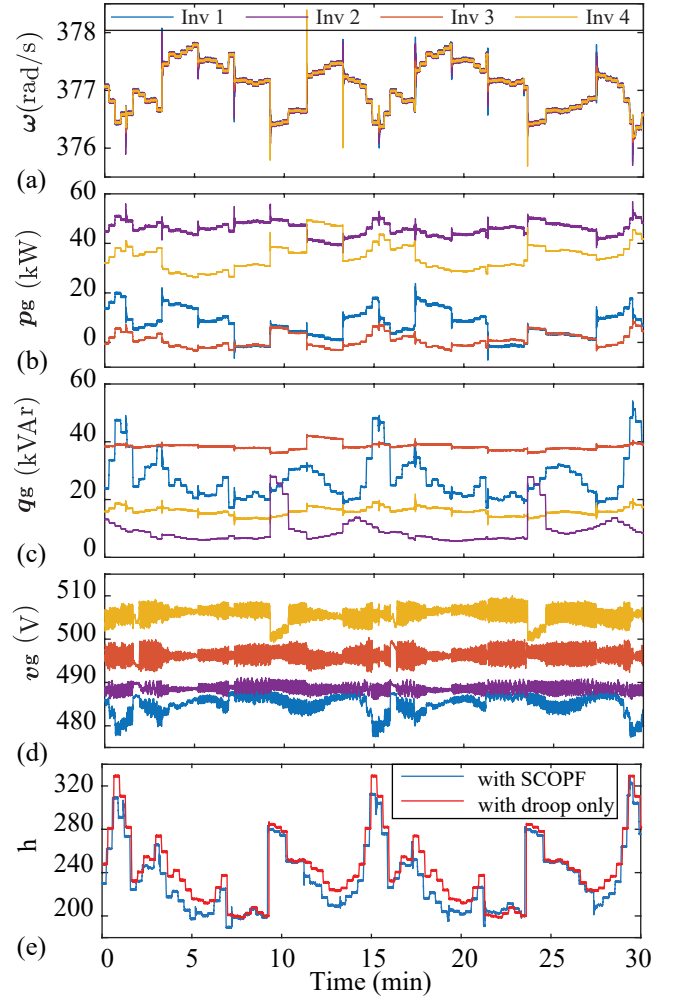 Inv 1 Inv 2 Inv 3 Inv 4
378
377
376
ω(rad/s)
(a)
60
40
20
0
pg (kW)
(b)
60
40
20
0
qg (kVAr)
(c)
510
500
490
480
vg (V)
(d)
with SCOPF
with droop only
320
280
240
200
h
(e)
0 5 10 15 20 25 30
Time (min)